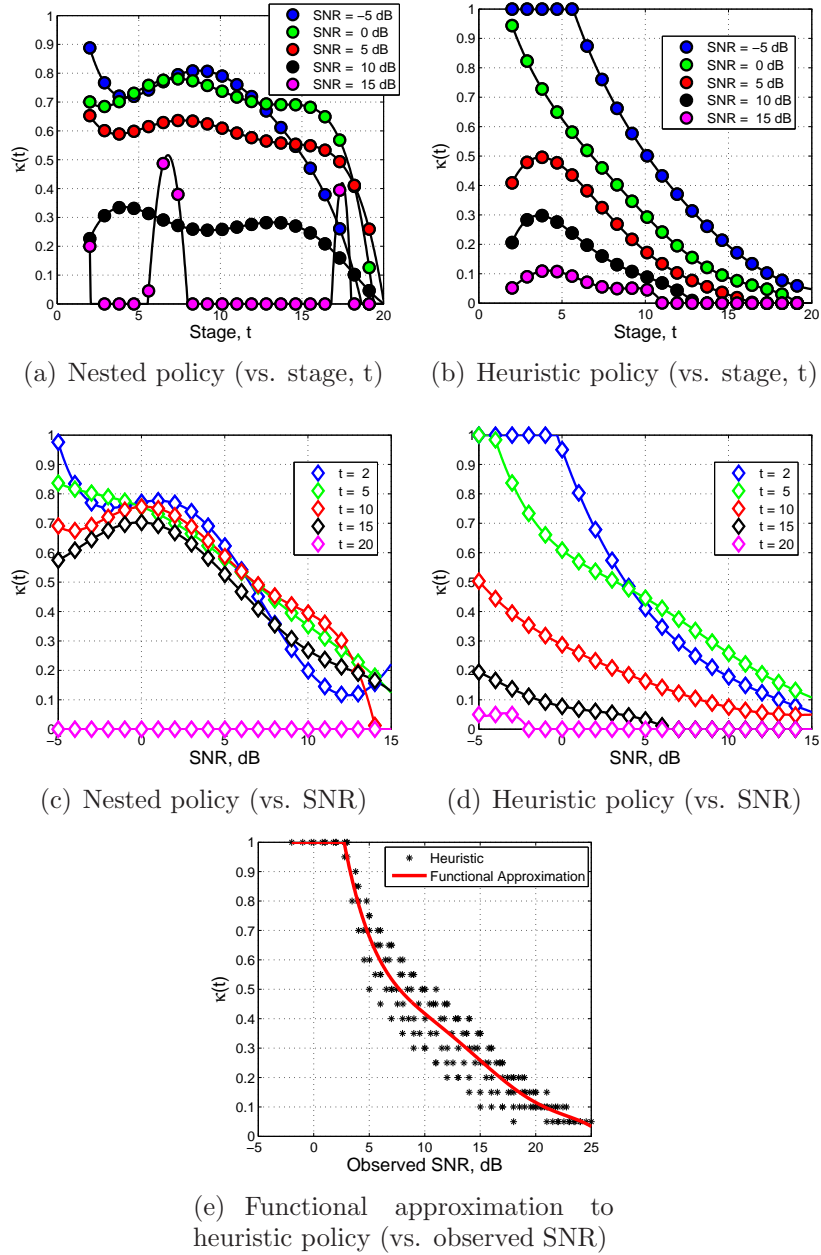 SNR = −5 dB
SNR = 0 dB
SNR = 5 dB
SNR = 10 dB
SNR = 15 dB
1
0.9
0.8
0.7
0.6
0.5
0.4
0.3
0.2
0.1
0
κ(t)
0 5 10 15 20
Stage, t
(a) Nested policy (vs. stage, t)
SNR = −5 dB
SNR = 0 dB
SNR = 5 dB
SNR = 10 dB
SNR = 15 dB
1
0.9
0.8
0.7
0.6
0.5
0.4
0.3
0.2
0.1
0
κ(t)
0 5 10 15 20
Stage, t
(b) Heuristic policy (vs. stage, t)
t = 2
t = 5
t = 10
t = 15
t = 20
1
0.9
0.8
0.7
0.6
0.5
0.4
0.3
0.2
0.1
0
κ(t)
−5 0 5 10 15
SNR, dB
(c) Nested policy (vs. SNR)
t = 2
t = 5
t = 10
t = 15
t = 20
1
0.9
0.8
0.7
0.6
0.5
0.4
0.3
0.2
0.1
0
κ(t)
−5 0 5 10 15
SNR, dB
(d) Heuristic policy (vs. SNR)
Heuristic
Functional Approximation
1
0.9
0.8
0.7
0.6
0.5
0.4
0.3
0.2
0.1
0
κ(t)
−5 0 5 10 15 20 25
Observed SNR, dB
(e) Functional approximation to
heuristic policy (vs. observed SNR)